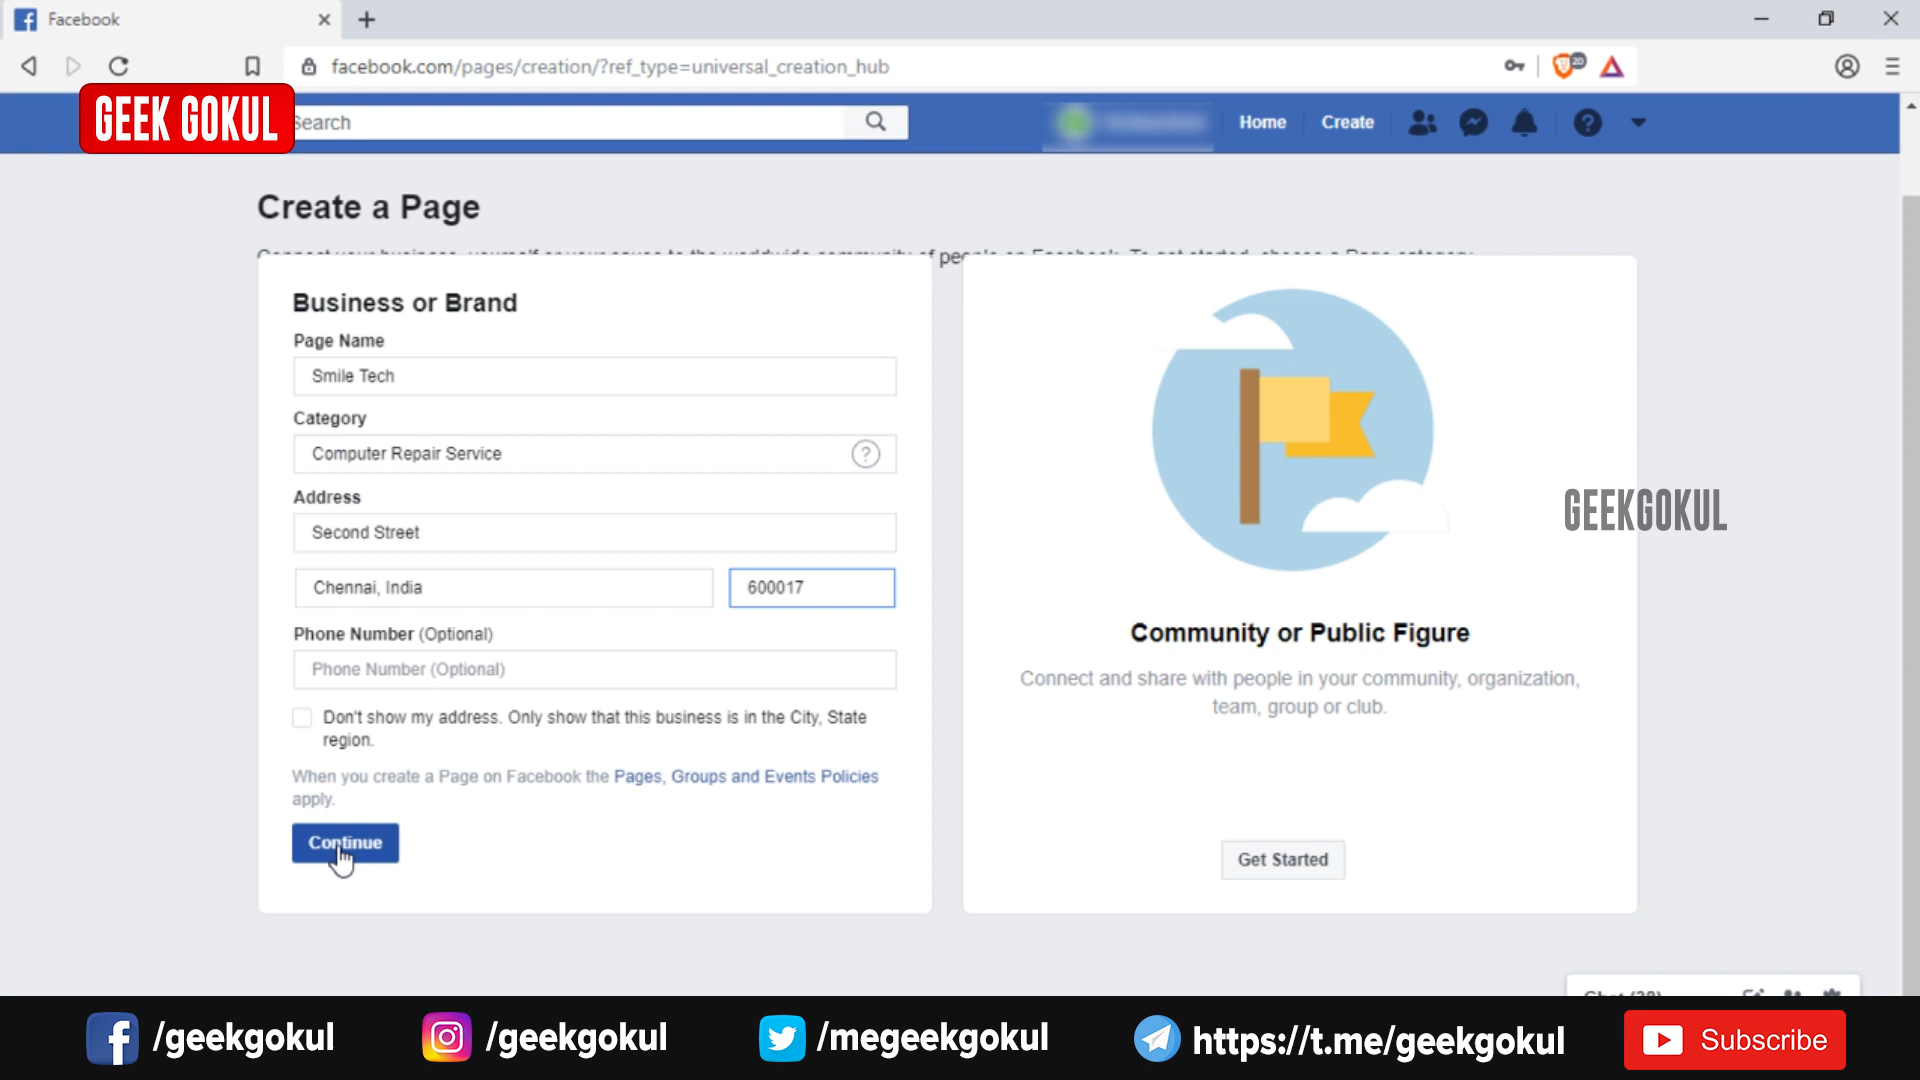 Facebook
facebook.com/pages/creation/?ref_type=universal_creation_hub
GEEK GOKUL
Search
Home
Create
Create a Page
Business or Brand
Page Name
Smile Tech
Category
Computer Repair Service
?
Address
Second Street
Chennai, India
600017
Phone Number (Optional)
Phone Number (Optional)
Don't show my address. Only show that this business is in the City, State
region.
When you create a Page on Facebook the Pages, Groups and Events Policies
apply.
Continue
Community or Public Figure
Connect and share with people in your community, organization,
team, group or club.
Get Started
GEEKGOKUL
/geekgokul
/geekgokul
/megeekgokul
https://t.me/geekgokul
Subscribe